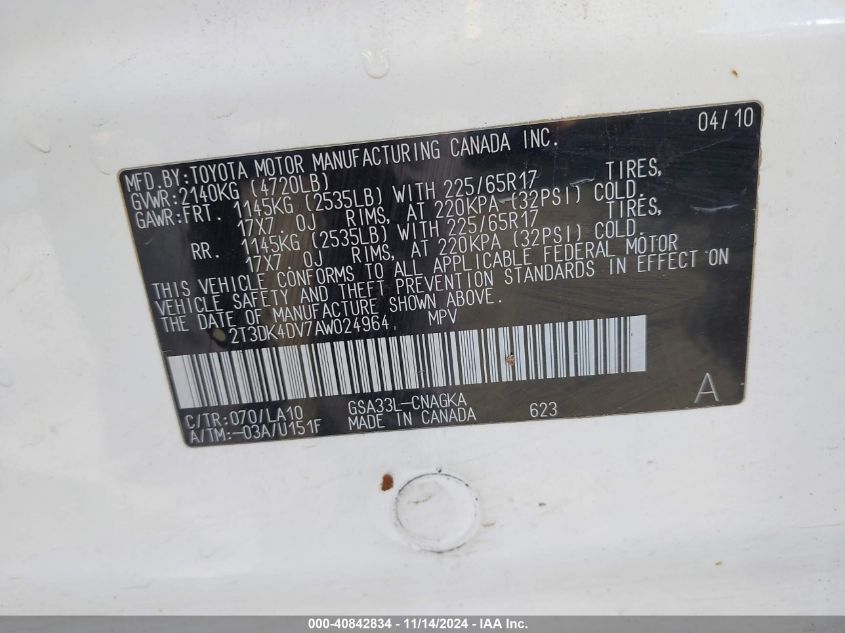 04/10
MFD.BY:TOYOTA MOTOR MANUFACTURING CANADA INC.
GVWR:2140KG (4720LB)
GAWR:FRT. 1145KG (2535LB) WITH 225/65R17 TIRES,
17X7.0J RIMS, AT 220KPA (32PSI) COLD.
RR. 1145KG (2535LB) WITH 225/65R17 TIRES,
17X7.0J RIMS, AT 220KPA (32PSI) COLD.
THIS VEHICLE CONFORMS TO ALL APPLICABLE FEDERAL MOTOR
VEHICLE SAFETY AND THEFT PREVENTION STANDARDS IN EFFECT ON
THE DATE OF MANUFACTURE SHOWN ABOVE.
2T3DK4DV7AW024964. MPV
C/TR:070/LA10 GSA33L-CNAGKA A
A/TM:-03A/U151F MADE IN CANADA 623
000-40842834 - 11/14/2024 - IAA Inc.